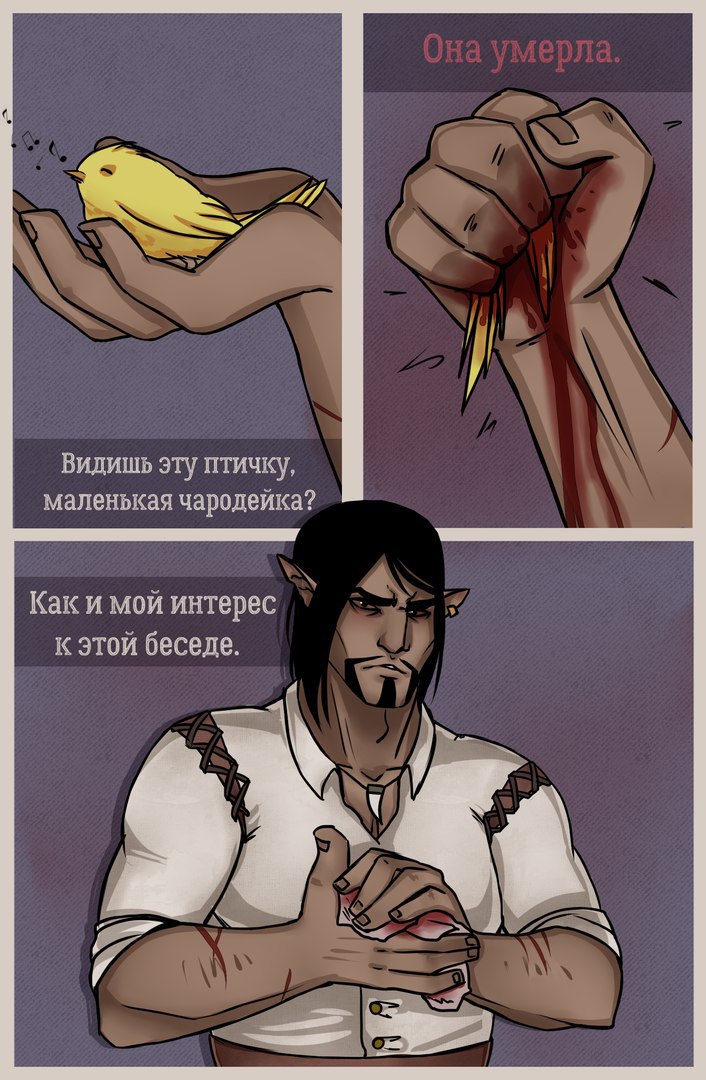 Видишь эту птичку,
маленькая чародейка?
Она умерла.
Как и мой интерес
к этой беседе.